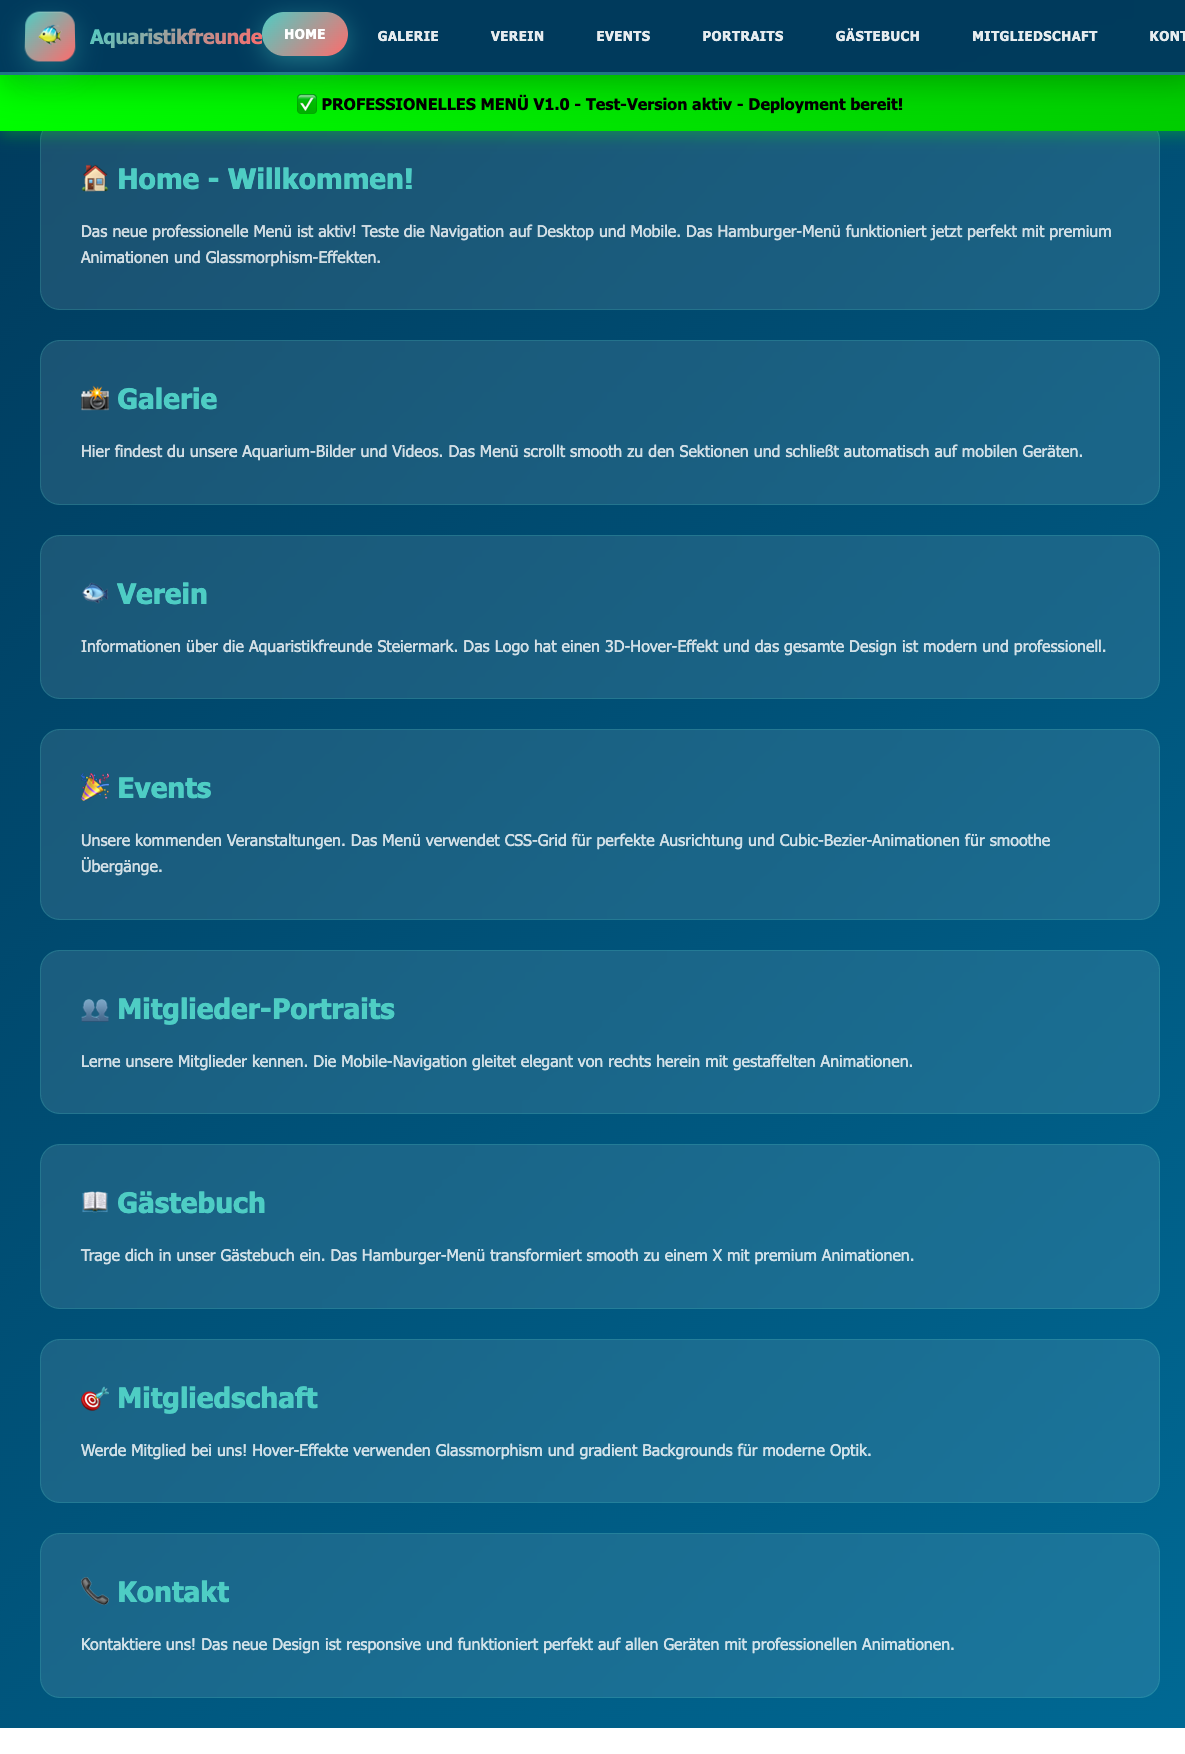 Aquaristikfreunde HOME GALERIE VEREIN EVENTS PORTRAITS GÄSTEBUCH MITGLIEDSCHAFT KONT
✅ PROFESSIONELLES MENÜ V1.0 - Test-Version aktiv - Deployment bereit!
🏠 Home - Willkommen!
Das neue professionelle Menü ist aktiv! Teste die Navigation auf Desktop und Mobile. Das Hamburger-Menü funktioniert jetzt perfekt mit premium
Animationen und Glassmorphism-Effekten.
📸 Galerie
Hier findest du unsere Aquarium-Bilder und Videos. Das Menü scrollt smooth zu den Sektionen und schließt automatisch auf mobilen Geräten.
🐟 Verein
Informationen über die Aquaristikfreunde Steiermark. Das Logo hat einen 3D-Hover-Effekt und das gesamte Design ist modern und professionell.
🎉 Events
Unsere kommenden Veranstaltungen. Das Menü verwendet CSS-Grid für perfekte Ausrichtung und Cubic-Bezier-Animationen für smoothe
Übergänge.
👥 Mitglieder-Portraits
Lerne unsere Mitglieder kennen. Die Mobile-Navigation gleitet elegant von rechts herein mit gestaffelten Animationen.
📖 Gästebuch
Trage dich in unser Gästebuch ein. Das Hamburger-Menü transformiert smooth zu einem X mit premium Animationen.
🎯 Mitgliedschaft
Werde Mitglied bei uns! Hover-Effekte verwenden Glassmorphism und gradient Backgrounds für moderne Optik.
📞 Kontakt
Kontaktiere uns! Das neue Design ist responsive und funktioniert perfekt auf allen Geräten mit professionellen Animationen.